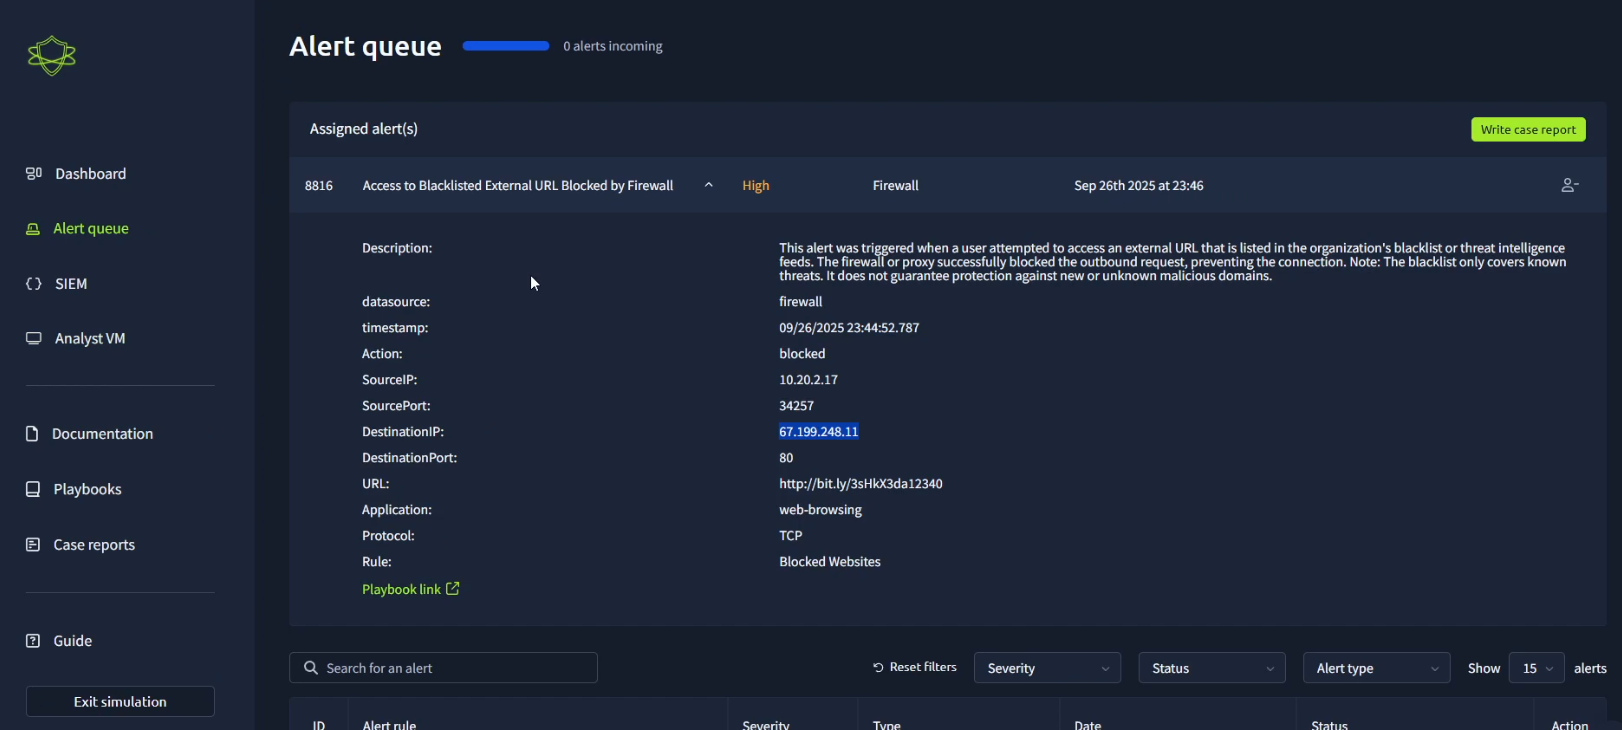 Alert queue
0 alerts incoming
Assigned alert(s)
Write case report
8816 Access to Blacklisted External URL Blocked by Firewall High Firewall Sep 26th 2025 at 23:46
Description: This alert was triggered when a user attempted to access an external URL that is listed in the organization's blacklist or threat intelligence
feeds. The firewall or proxy successfully blocked the outbound request, preventing the connection. Note: The blacklist only covers known
threats. It does not guarantee protection against new or unknown malicious domains.
datasource: firewall
timestamp: 09/26/2025 23:44:52.787
Action: blocked
SourceIP: 10.20.2.17
SourcePort: 34257
DestinationIP: 67.199.248.11
DestinationPort: 80
URL: http://bit.ly/3sHkX3da12340
Application: web-browsing
Protocol: TCP
Rule: Blocked Websites
Playbook link
Search for an alert
Reset filters
Severity
Status
Alert type
Show 15 alerts
ID Alert rule Severity Type Date Status Action
Dashboard
Alert queue
SIEM
Analyst VM
Documentation
Playbooks
Case reports
Guide
Exit simulation